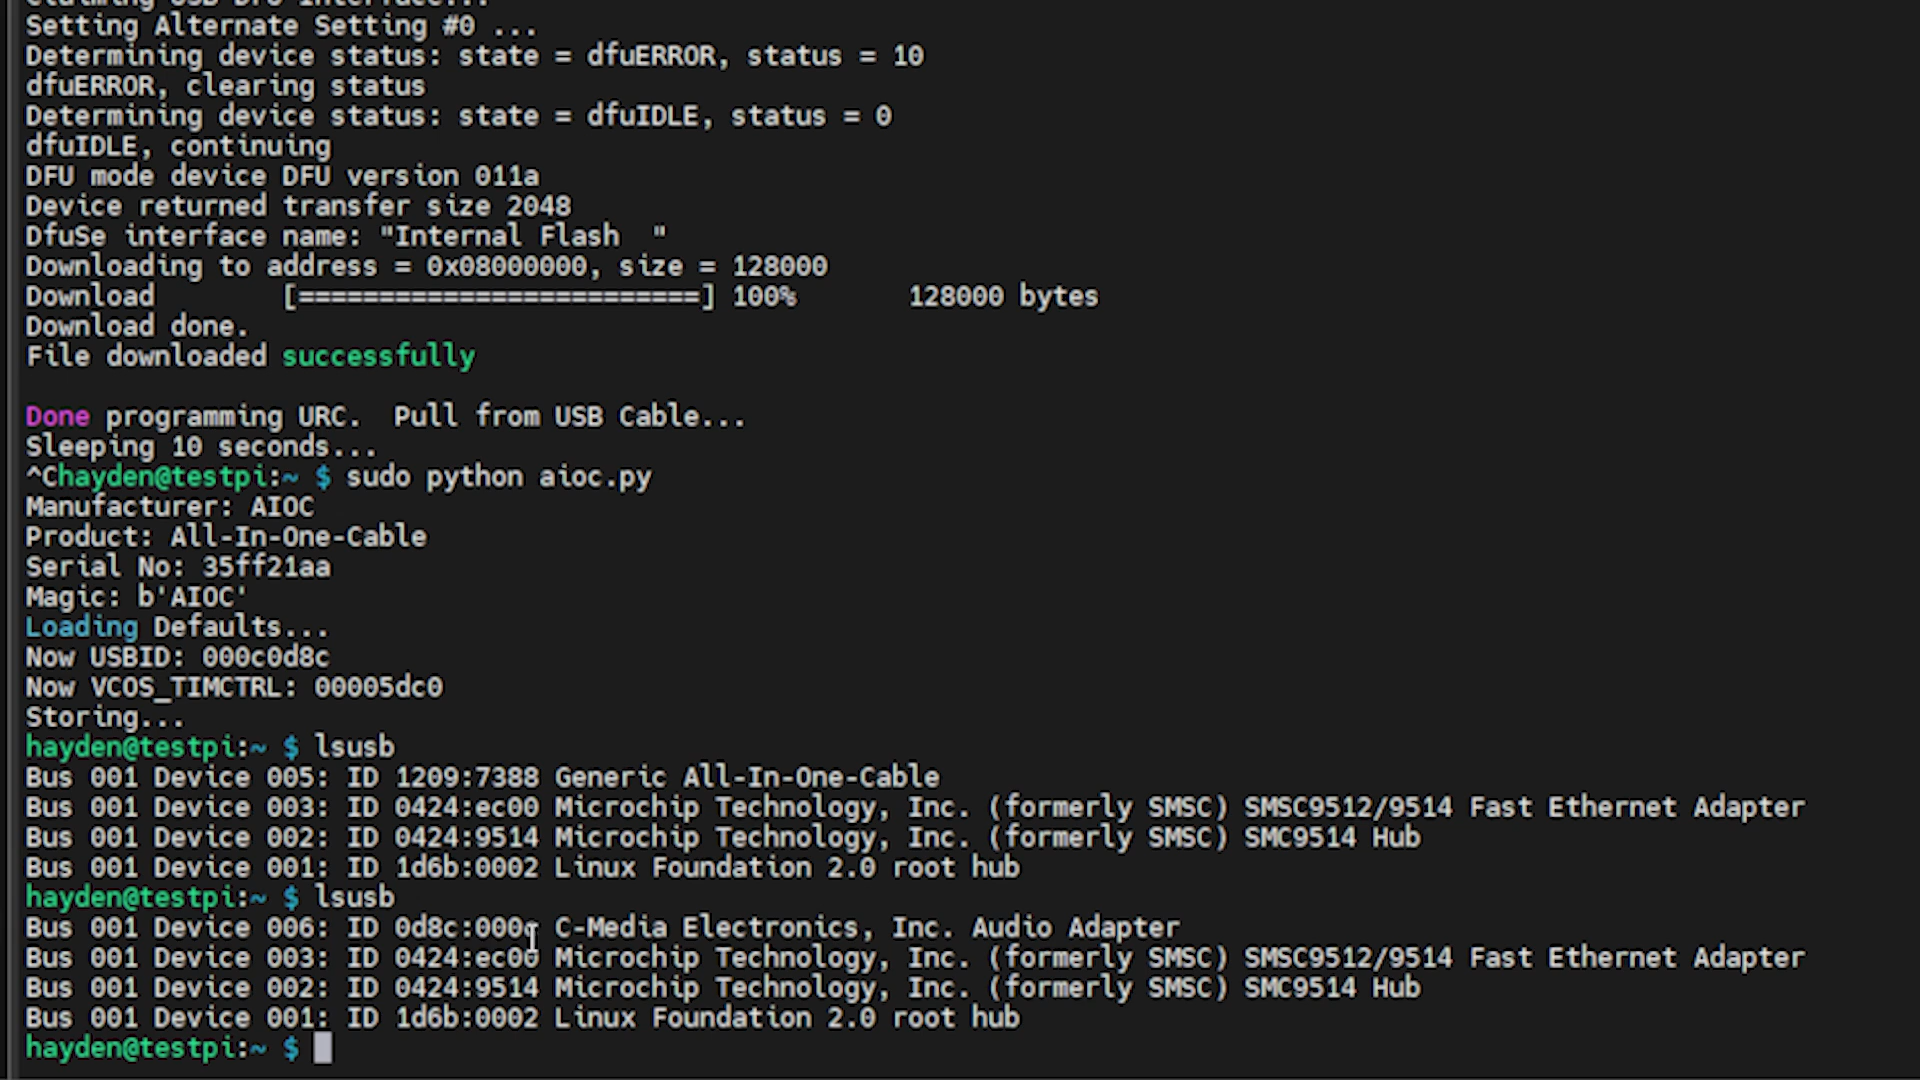 Claiming USB DFU Interface...
Setting Alternate Setting #0 ...
Determining device status: state = dfuERROR, status = 10
dfuERROR, clearing status
Determining device status: state = dfuIDLE, status = 0
dfuIDLE, continuing
DFU mode device DFU version 011a
Device returned transfer size 2048
DfuSe interface name: "Internal Flash  "
Downloading to address = 0x08000000, size = 128000
Download        [=========================] 100%       128000 bytes
Download done.
File downloaded successfully
Done programming URC.  Pull from USB Cable...
Sleeping 10 seconds...
^Chayden@testpi:~ $ sudo python aioc.py
Manufacturer: AIOC
Product: All-In-One-Cable
Serial No: 35ff21aa
Magic: b'AIOC'
Loading Defaults...
Now USBID: 000c0d8c
Now VCOS_TIMCTRL: 00005dc0
Storing...
hayden@testpi:~ $ lsusb
Bus 001 Device 005: ID 1209:7388 Generic All-In-One-Cable
Bus 001 Device 003: ID 0424:ec00 Microchip Technology, Inc. (formerly SMSC) SMSC9512/9514 Fast Ethernet Adapter
Bus 001 Device 002: ID 0424:9514 Microchip Technology, Inc. (formerly SMSC) SMC9514 Hub
Bus 001 Device 001: ID 1d6b:0002 Linux Foundation 2.0 root hub
hayden@testpi:~ $ lsusb
Bus 001 Device 006: ID 0d8c:000c C-Media Electronics, Inc. Audio Adapter
Bus 001 Device 003: ID 0424:ec00 Microchip Technology, Inc. (formerly SMSC) SMSC9512/9514 Fast Ethernet Adapter
Bus 001 Device 002: ID 0424:9514 Microchip Technology, Inc. (formerly SMSC) SMC9514 Hub
Bus 001 Device 001: ID 1d6b:0002 Linux Foundation 2.0 root hub
hayden@testpi:~ $